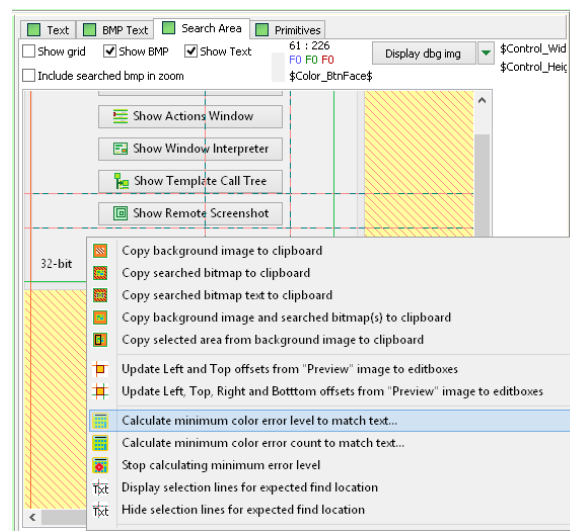 Text BMP Text Search Area Primitives
Show grid Show BMP Show Text 61 : 226 Display dbg img $Control_Wid
F0 F0 F0 $Control_Heig
Include searched bmp in zoom $Color_BtnFace$
Show Actions Window
Show Window Interpreter
Show Template Call Tree
Show Remote Screenshot
32-bit
Copy background image to clipboard
Copy searched bitmap to clipboard
Copy searched bitmap text to clipboard
Copy background image and searched bitmap(s) to clipboard
Copy selected area from background image to clipboard
Update Left and Top offsets from "Preview" image to editboxes
Update Left, Top, Right and Botttom offsets from "Preview" image to editboxes
Calculate minimum color error level to match text...
Calculate minimum color error count to match text...
Stop calculating minimum error level
Txt Display selection lines for expected find location
Txt Hide selection lines for expected find location